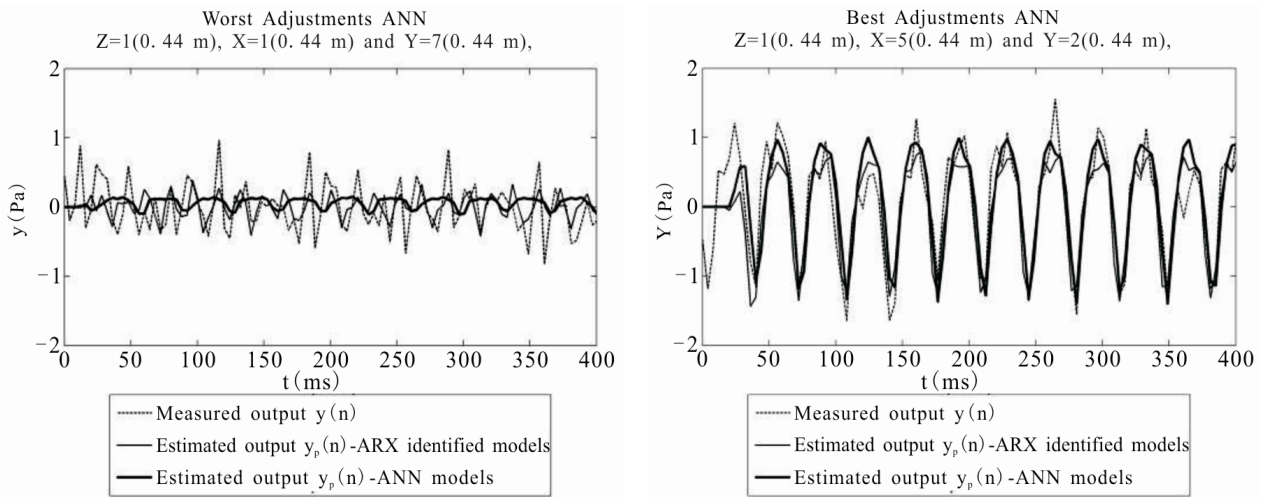 Worst Adjustments ANN
Z=1(0. 44 m), X=1(0. 44 m) and Y=7(0. 44 m),
2
1
0
−1
−2
y(Pa)
0 50 100 150 200 250 300 350 400
t(ms)
Measured output y(n)
Estimated output yp(n)-ARX identified models
Estimated output yp(n)-ANN models
Best Adjustments ANN
Z=1(0. 44 m), X=5(0. 44 m) and Y=2(0. 44 m),
2
1
0
−1
−2
Y(Pa)
0 50 100 150 200 250 300 350 400
t(ms)
Measured output y(n)
Estimated output yp(n)-ARX identified models
Estimated output yp(n)-ANN models